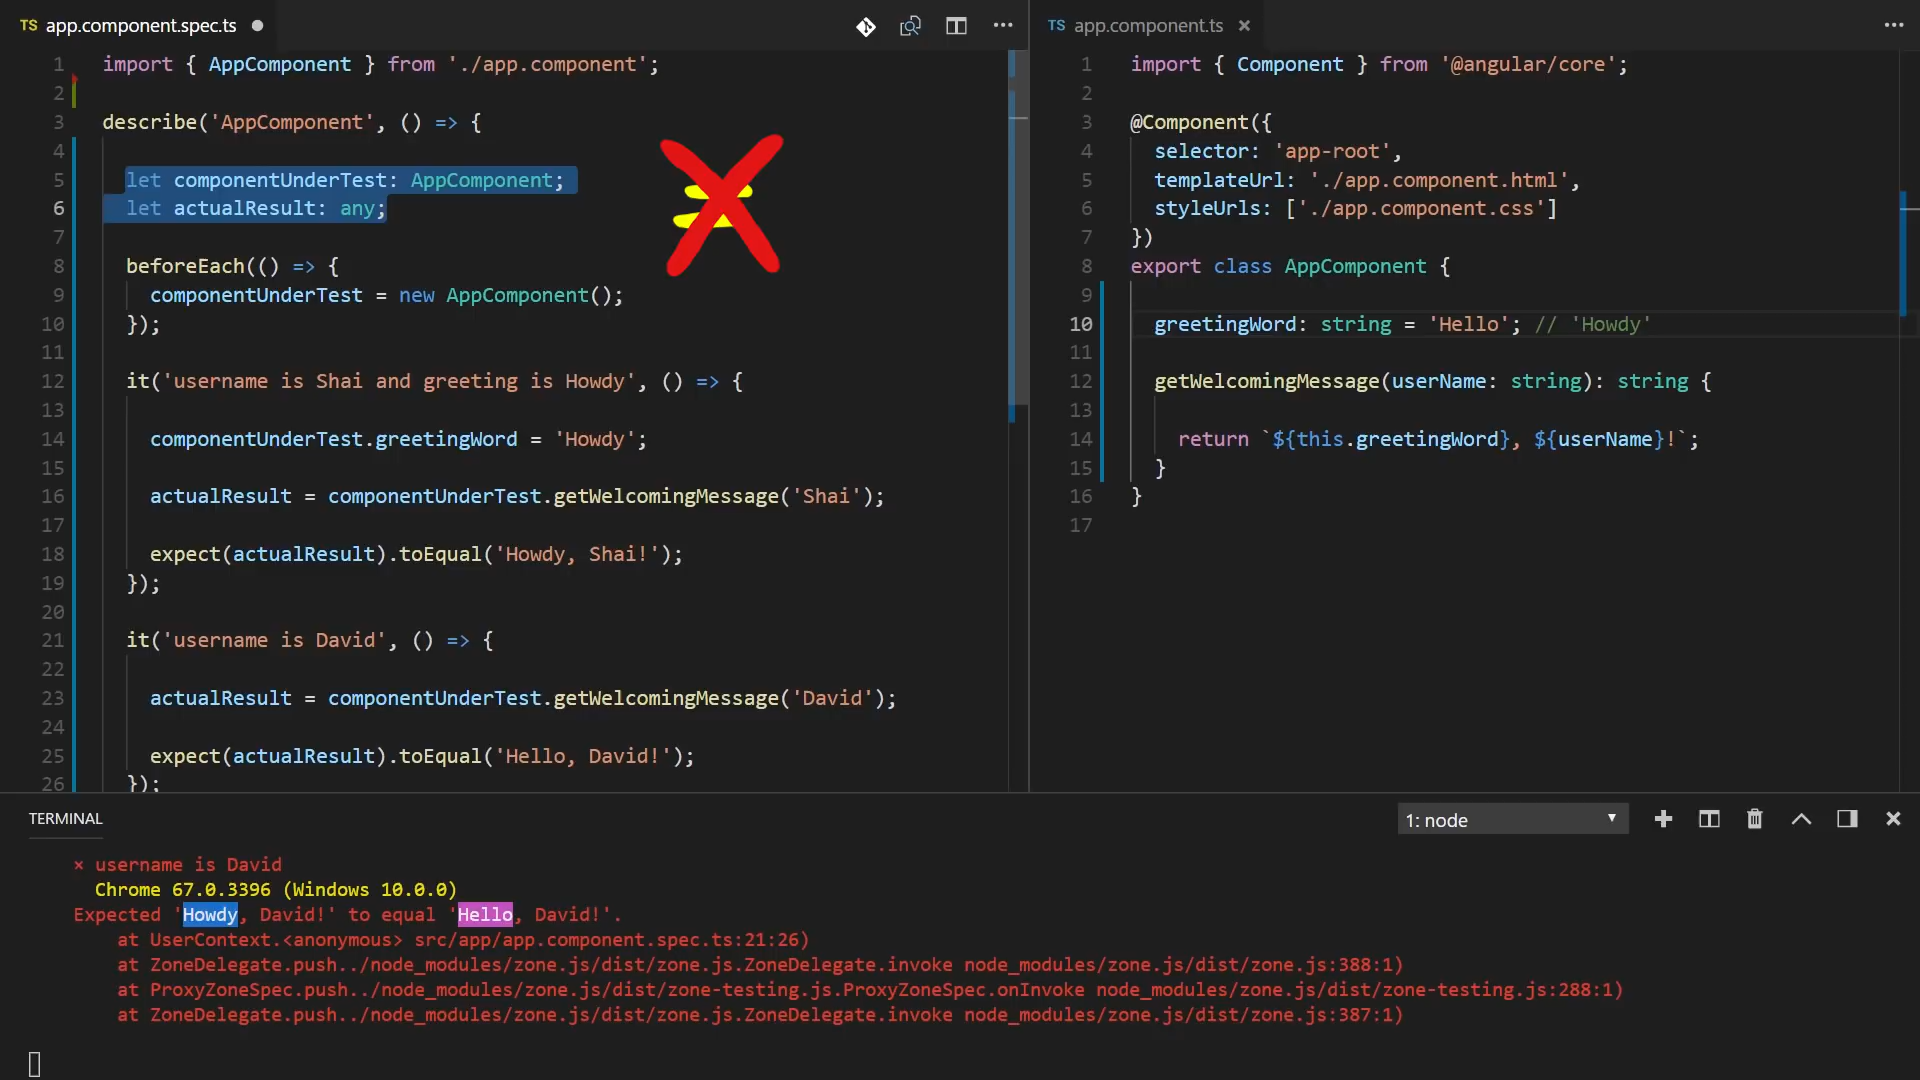 TS app.component.spec.ts
1 import { AppComponent } from './app.component';
2
3 describe('AppComponent', () => {
4
5 let componentUnderTest: AppComponent;
6 let actualResult: any;
7
8 beforeEach(() => {
9 componentUnderTest = new AppComponent();
10 });
11
12 it('username is Shai and greeting is Howdy', () => {
13
14 componentUnderTest.greetingWord = 'Howdy';
15
16 actualResult = componentUnderTest.getWelcomingMessage('Shai');
17
18 expect(actualResult).toEqual('Howdy, Shai!');
19 });
20
21 it('username is David', () => {
22
23 actualResult = componentUnderTest.getWelcomingMessage('David');
24
25 expect(actualResult).toEqual('Hello, David!');
26 });
TS app.component.ts
1 import { Component } from '@angular/core';
2
3 @Component({
4 selector: 'app-root',
5 templateUrl: './app.component.html',
6 styleUrls: ['./app.component.css']
7 })
8 export class AppComponent {
9
10 greetingWord: string = 'Hello'; // 'Howdy'
11
12 getWelcomingMessage(userName: string): string {
13
14 return `${this.greetingWord}, ${userName}!`;
15 }
16 }
17
TERMINAL
1: node
× username is David
Chrome 67.0.3396 (Windows 10.0.0)
Expected 'Howdy, David!' to equal 'Hello, David!'.
at UserContext.<anonymous> src/app/app.component.spec.ts:21:26)
at ZoneDelegate.push../node_modules/zone.js/dist/zone.js.ZoneDelegate.invoke node_modules/zone.js/dist/zone.js:388:1)
at ProxyZoneSpec.push../node_modules/zone.js/dist/zone-testing.js.ProxyZoneSpec.onInvoke node_modules/zone.js/dist/zone-testing.js:288:1)
at ZoneDelegate.push../node_modules/zone.js/dist/zone.js.ZoneDelegate.invoke node_modules/zone.js/dist/zone.js:387:1)